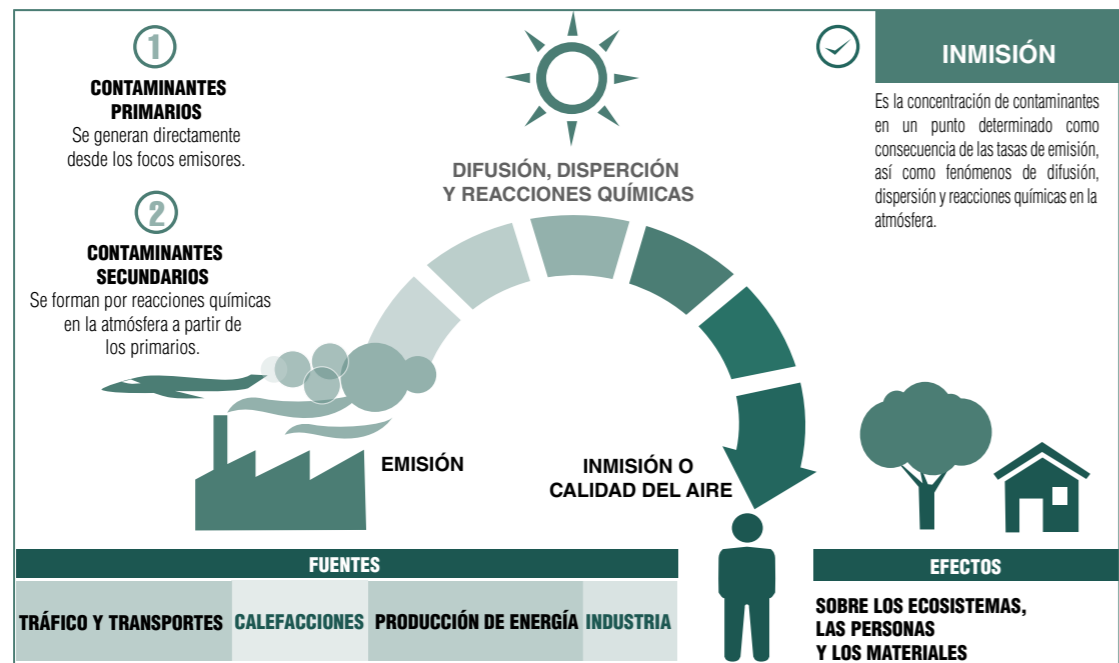 1
CONTAMINANTES
PRIMARIOS
Se generan directamente
desde los focos emisores.
2
CONTAMINANTES
SECUNDARIOS
Se forman por reacciones químicas
en la atmósfera a partir de
los primarios.
DIFUSIÓN, DISPERCIÓN
Y REACCIONES QUÍMICAS
INMISIÓN
Es la concentración de contaminantes
en un punto determinado como
consecuencia de las tasas de emisión,
así como fenómenos de difusión,
dispersión y reacciones químicas en la
atmósfera.
EMISIÓN
INMISIÓN O
CALIDAD DEL AIRE
FUENTES
TRÁFICO Y TRANSPORTES CALEFACCIONES PRODUCCIÓN DE ENERGÍA INDUSTRIA
EFECTOS
SOBRE LOS ECOSISTEMAS,
LAS PERSONAS
Y LOS MATERIALES